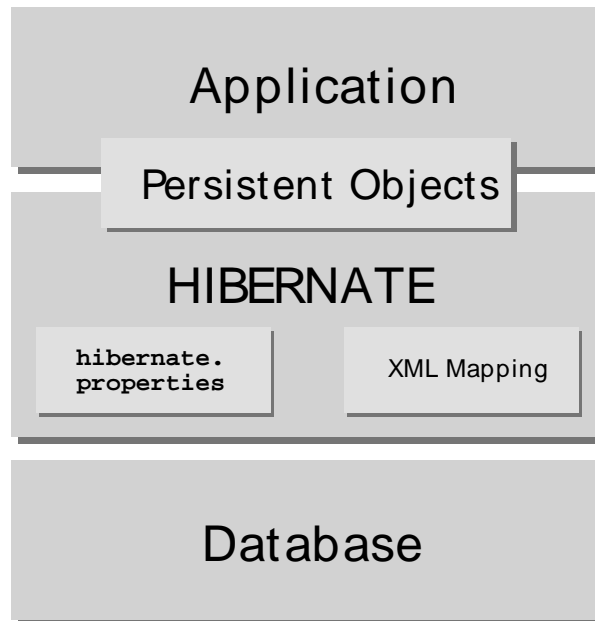 Application
Persistent Objects
HIBERNATE
hibernate.
properties
XML Mapping
Database